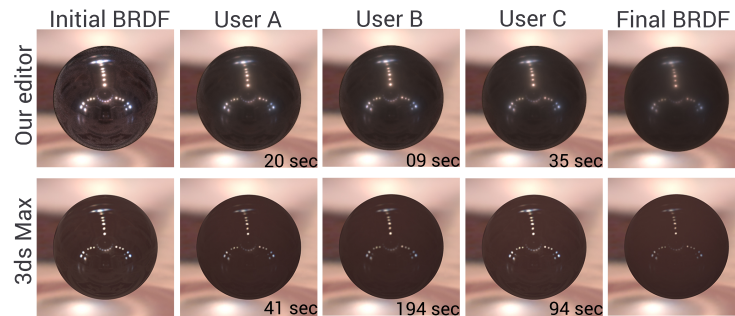 Initial BRDF User A User B User C Final BRDF
Our editor
20 sec 09 sec 35 sec
3ds Max
41 sec 194 sec 94 sec